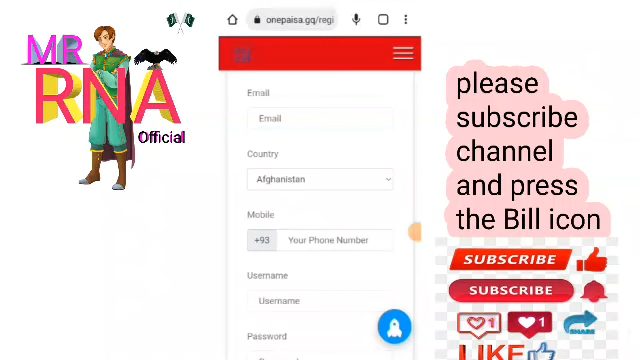 MR
RNA
Official
onepaisa.gq/regi
Email
Email
Country
Afghanistan
Mobile
+93 Your Phone Number
Username
Username
Password
please
subscribe
channel
and press
the Bill icon
SUBSCRIBE
SUBSCRIBE
1
1
SHARE
LIKE